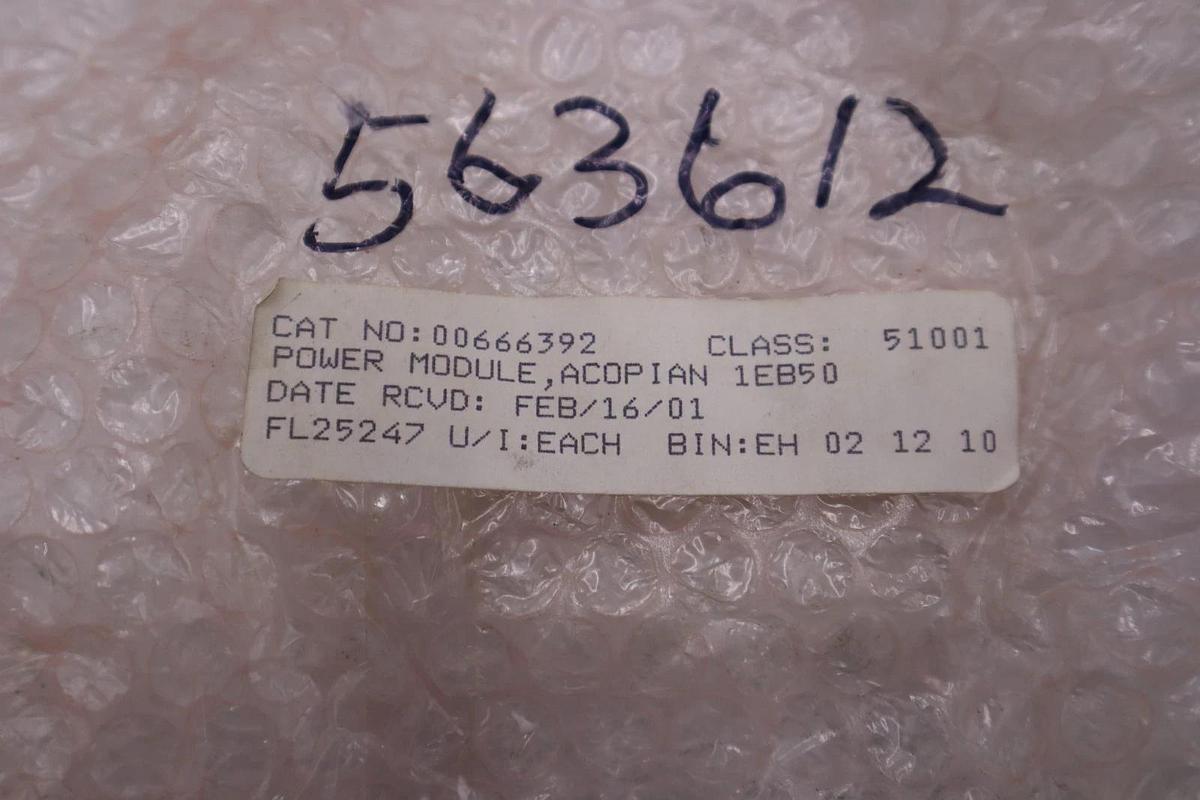 563612
CAT NO:00666392 CLASS: 51001
POWER MODULE,ACOPIAN 1EB50
DATE RCVD: FEB/16/01
FL25247 U/I:EACH BIN:EH 02 12 10